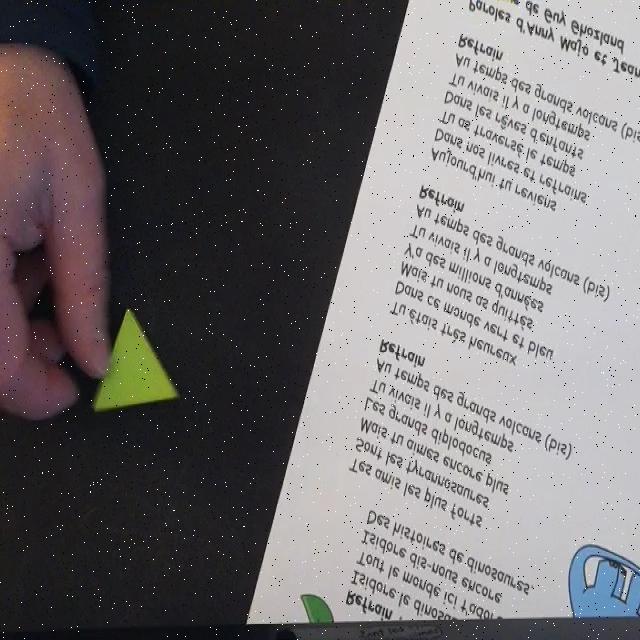 Refrain
Isidore le dinos
Tout le monde ici t'ador
Isidore dis-nous encore
Des histoires de dinosaures
Tes amis les plus forts
Sont les tyrannosaures
Mais tu aimes encore plus
Les grands diplodocus
Tu vivais il y a longtemps
Au temps des grands volcans (bis)
Refrain
Tu étais très heureux
Dans ce monde vert et bleu
Mais tu nous as quittés
Y'a des millions d'années
Tu vivais il y a longtemps
Au temps des grands volcans (bis)
Refrain
Aujourd'hui tu reviens
Dans nos livres et refrains
Tu as traversé le temps
Dans les rêves d'enfants
Tu vivais il y a longtemps
Au temps des grands volcans (bis
Refrain
Paroles d'Anny Majo et Jean
de Guy Ghozland